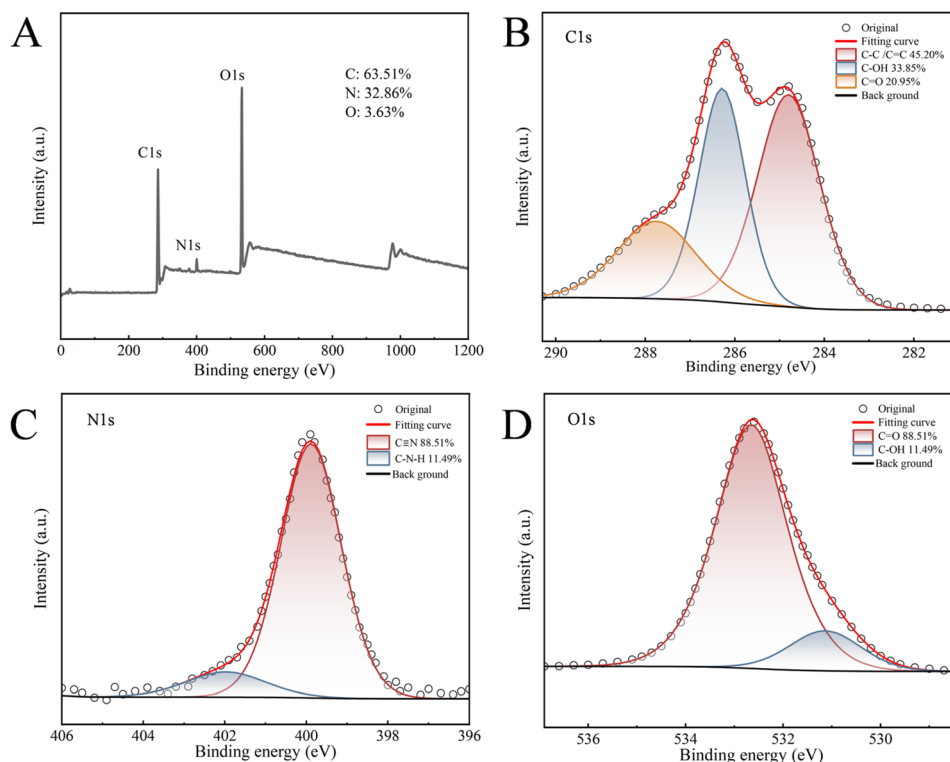 A
C: 63.51%
N: 32.86%
O: 3.63%
O1s
C1s
N1s
Intensity (a.u.)
0 200 400 600 800 1000 1200
Binding energy (eV)
B
C1s
Original
Fitting curve
C-C /C=C 45.20%
C-OH 33.85%
C=O 20.95%
Back ground
Intensity (a.u.)
290 288 286 284 282
Binding energy (eV)
C
N1s
Original
Fitting curve
C≡N 88.51%
C-N-H 11.49%
Back ground
Intensity (a.u.)
406 404 402 400 398 396
Binding energy (eV)
D
O1s
Original
Fitting curve
C=O 88.51%
C-OH 11.49%
Back ground
Intensity (a.u.)
536 534 532 530
Binding energy (eV)